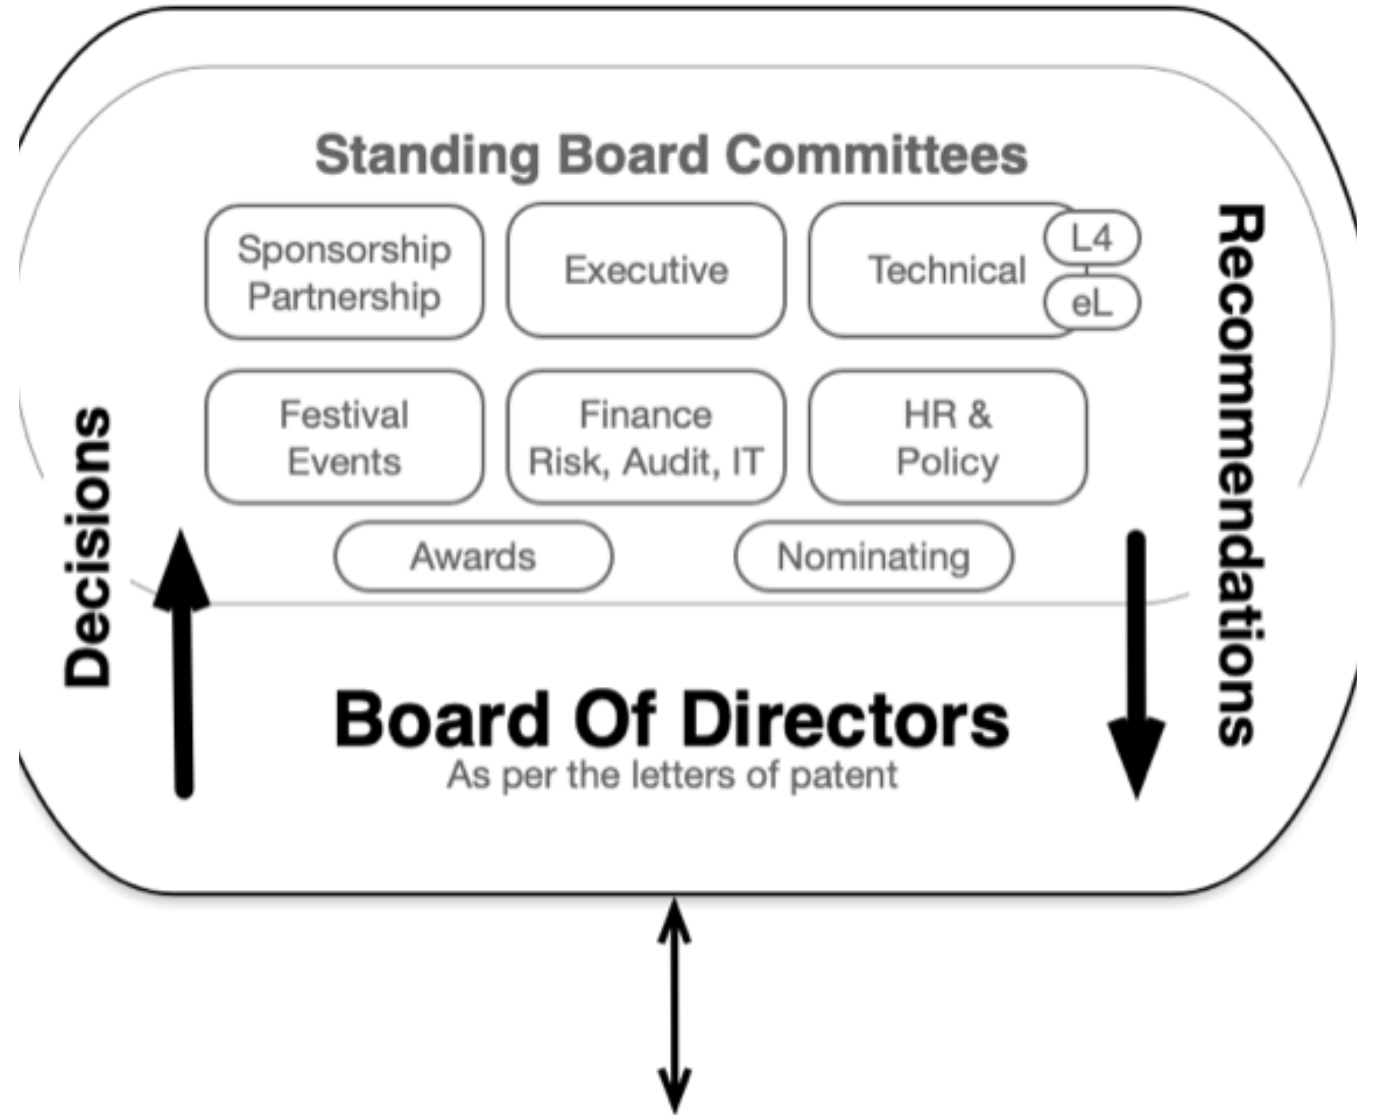 Standing Board Committees
Sponsorship
Partnership
Executive
Technical
L4
eL
Festival
Events
Finance
Risk, Audit, IT
HR &
Policy
Awards
Nominating
Decisions
Recommendations
Board Of Directors
As per the letters of patent